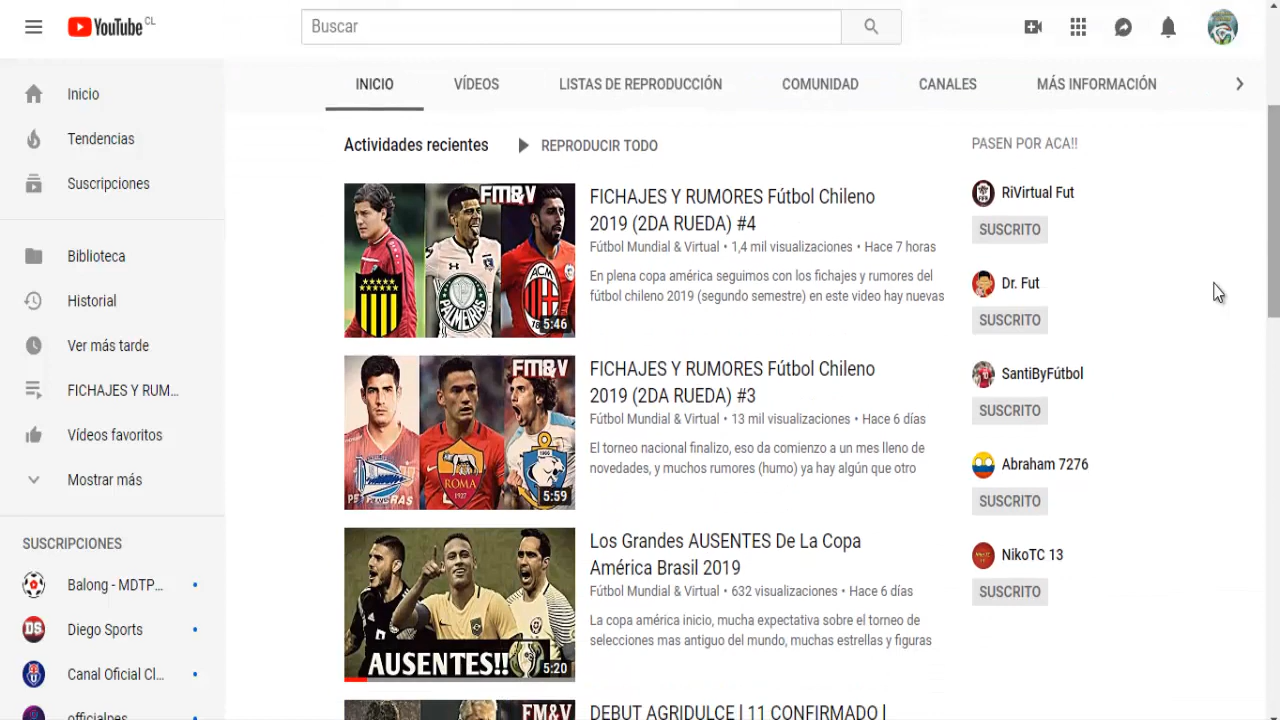 YouTube CL
Buscar
Inicio
Tendencias
Suscripciones
Biblioteca
Historial
Ver más tarde
FICHAJES Y RUM...
Vídeos favoritos
Mostrar más
SUSCRIPCIONES
Balong - MDTP...
Diego Sports
Canal Oficial Cl...
officialpes
INICIO
VÍDEOS
LISTAS DE REPRODUCCIÓN
COMUNIDAD
CANALES
MÁS INFORMACIÓN
Actividades recientes
REPRODUCIR TODO
FM&V
PALMEIRAS
ACM
1899
5:46
FICHAJES Y RUMORES Fútbol Chileno
2019 (2DA RUEDA) #4
Fútbol Mundial & Virtual • 1,4 mil visualizaciones • Hace 7 horas
En plena copa américa seguimos con los fichajes y rumores del
fútbol chileno 2019 (segundo semestre) en este video hay nuevas
FM&V
ROMA
1927
5:59
FICHAJES Y RUMORES Fútbol Chileno
2019 (2DA RUEDA) #3
Fútbol Mundial & Virtual • 13 mil visualizaciones • Hace 6 días
El torneo nacional finalizo, eso da comienzo a un mes lleno de
novedades, y muchos rumores (humo) ya hay algún que otro
AUSENTES!!
5:20
Los Grandes AUSENTES De La Copa
América Brasil 2019
Fútbol Mundial & Virtual • 632 visualizaciones • Hace 6 días
La copa américa inicio, mucha expectativa sobre el torneo de
selecciones mas antiguo del mundo, muchas estrellas y figuras
FM&V
DEBUT AGRIDULCE | 11 CONFIRMADO |
PASEN POR ACA!!
RiVirtual Fut
SUSCRITO
Dr. Fut
SUSCRITO
SantiByFútbol
SUSCRITO
Abraham 7276
SUSCRITO
NikoTC 13
SUSCRITO